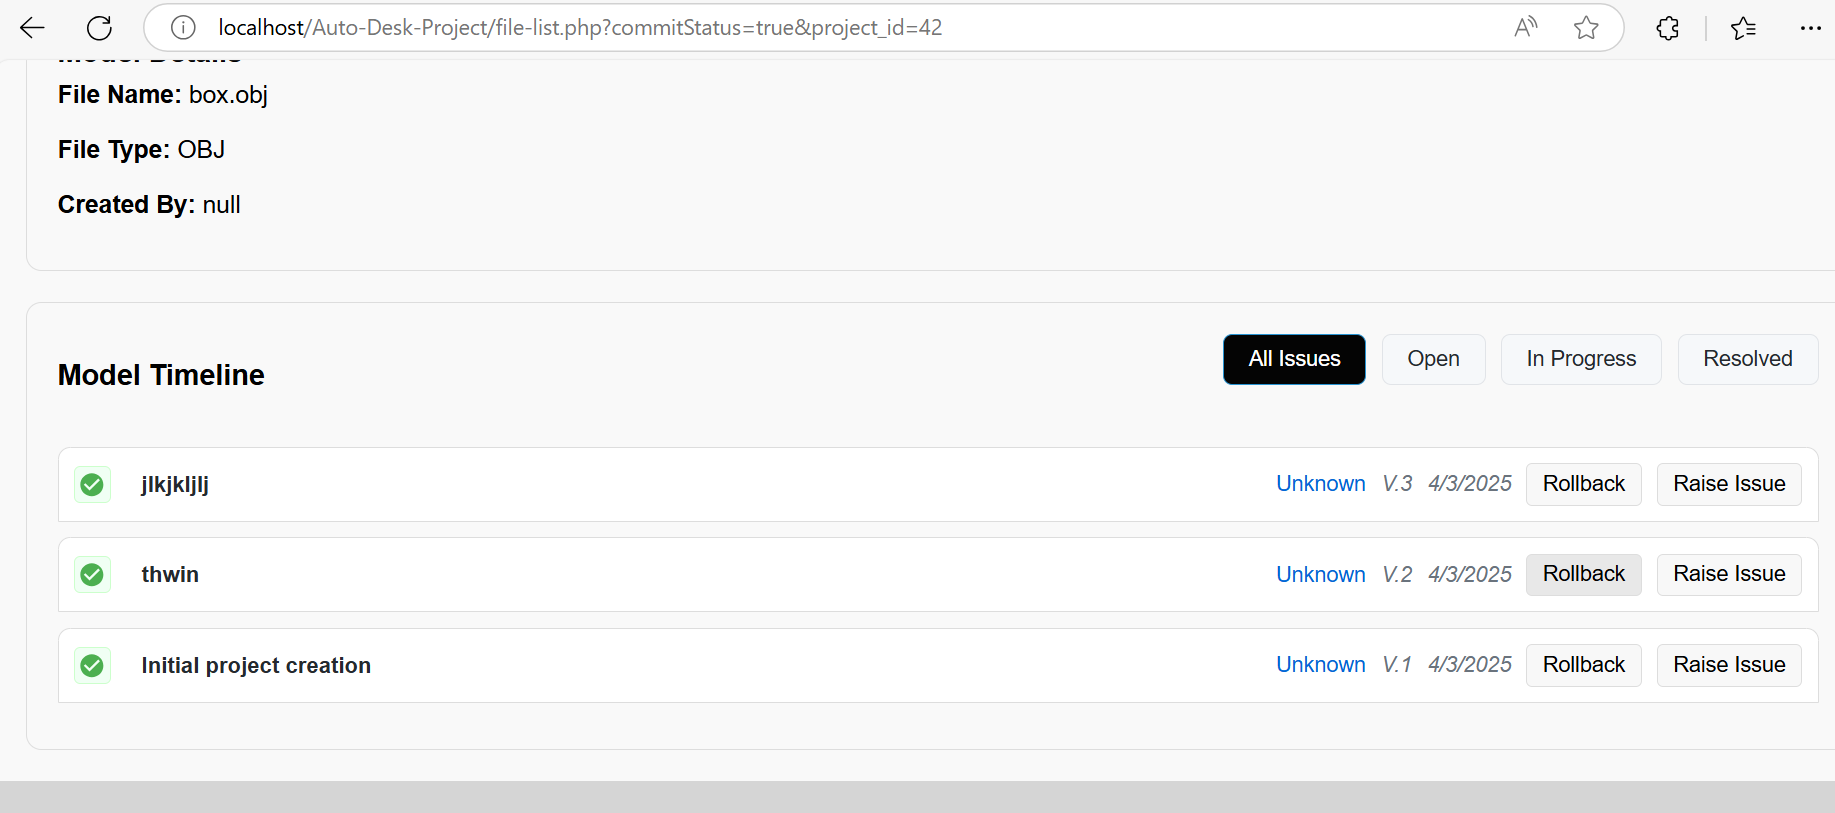 localhost/Auto-Desk-Project/file-list.php?commitStatus=true&project_id=42
Model Details
File Name: box.obj
File Type: OBJ
Created By: null
Model Timeline
All Issues
Open
In Progress
Resolved
jlkjkljlj Unknown V.3 4/3/2025 Rollback Raise Issue
thwin Unknown V.2 4/3/2025 Rollback Raise Issue
Initial project creation Unknown V.1 4/3/2025 Rollback Raise Issue